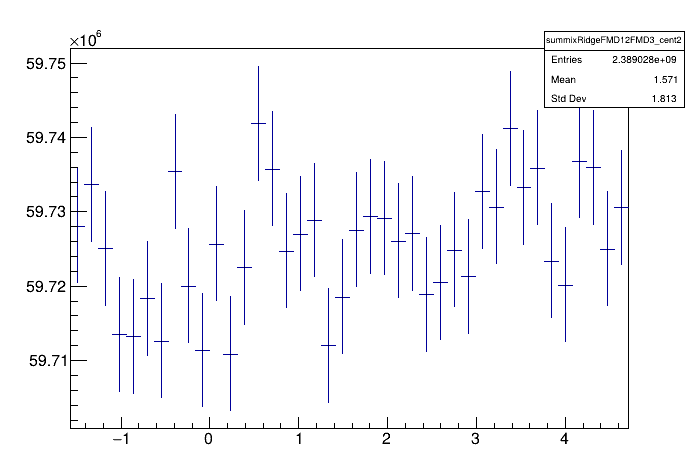 ×10⁶
summixRidgeFMD12FMD3_cent2
Entries 2.389028e+09
Mean 1.571
Std Dev 1.813
59.75
59.74
59.73
59.72
59.71
−1 0 1 2 3 4